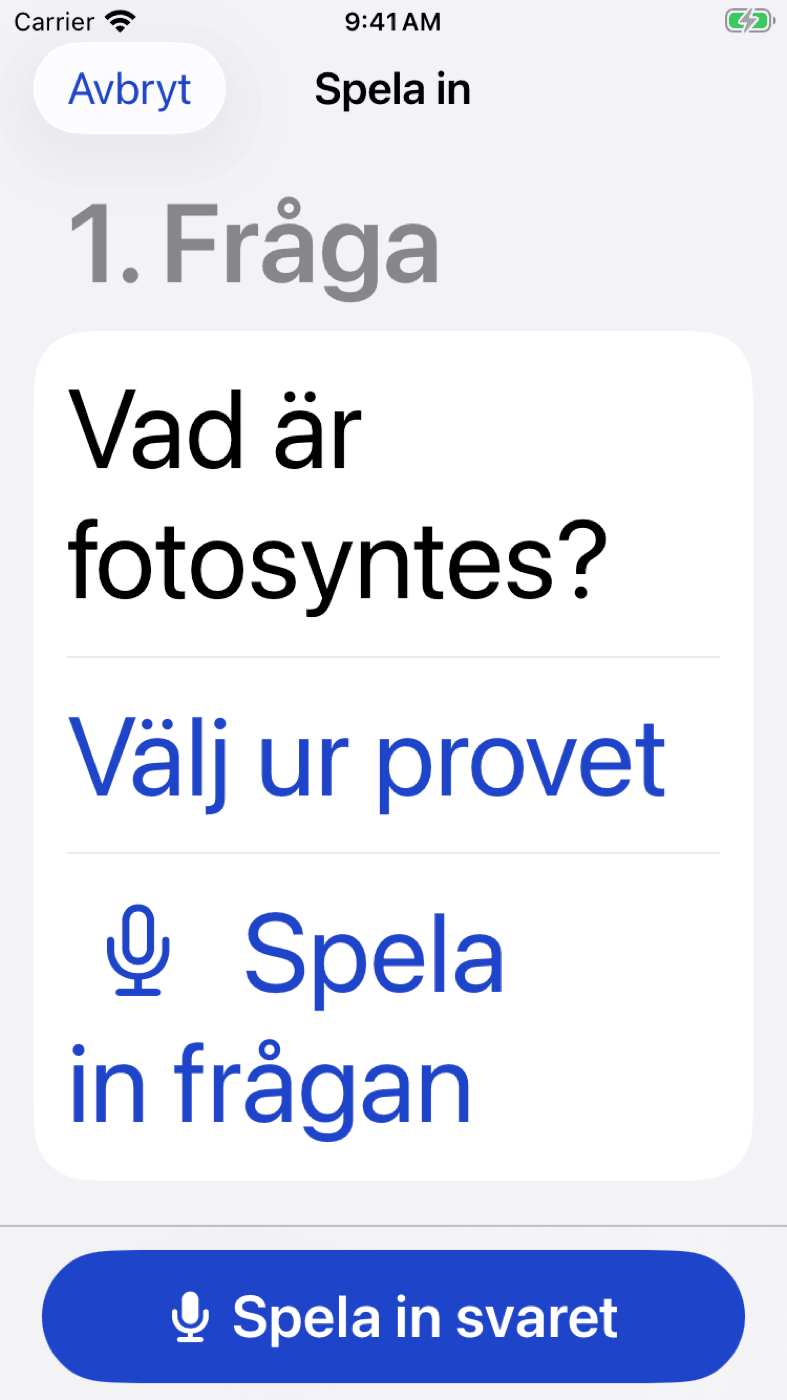 Carrier 9:41 AM
Avbryt Spela in
1. Fråga
Vad är
fotosyntes?
Välj ur provet
Spela
in frågan
Spela in svaret